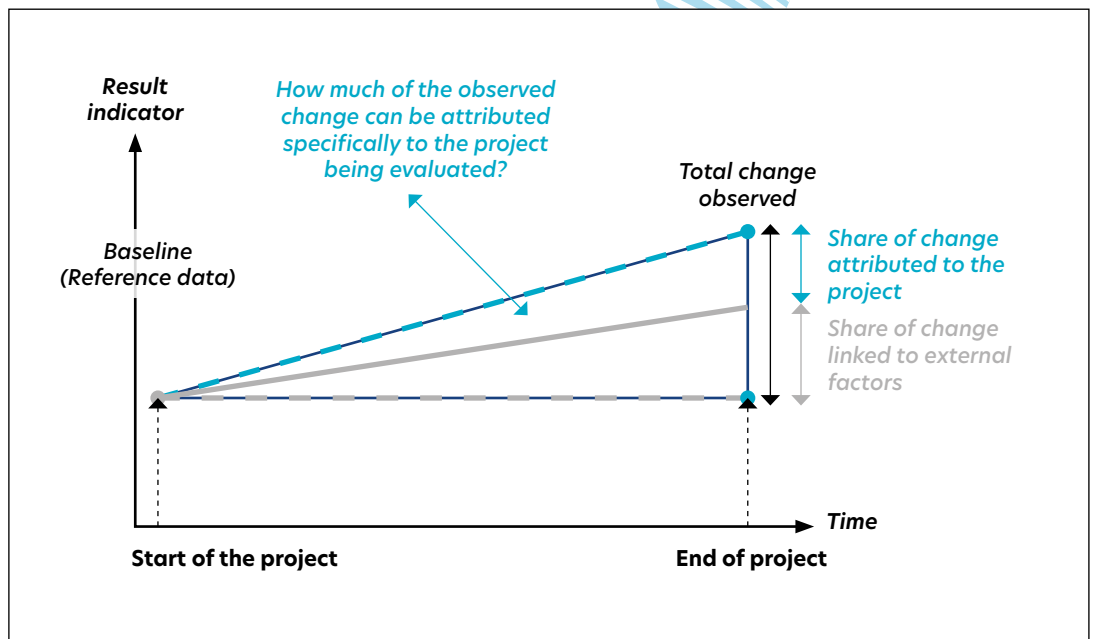 Result
indicator
How much of the observed
change can be attributed
specifically to the project
being evaluated?
Total change
observed
Baseline
(Reference data)
Share of change
attributed to the
project
Share of change
linked to external
factors
Time
Start of the project
End of project